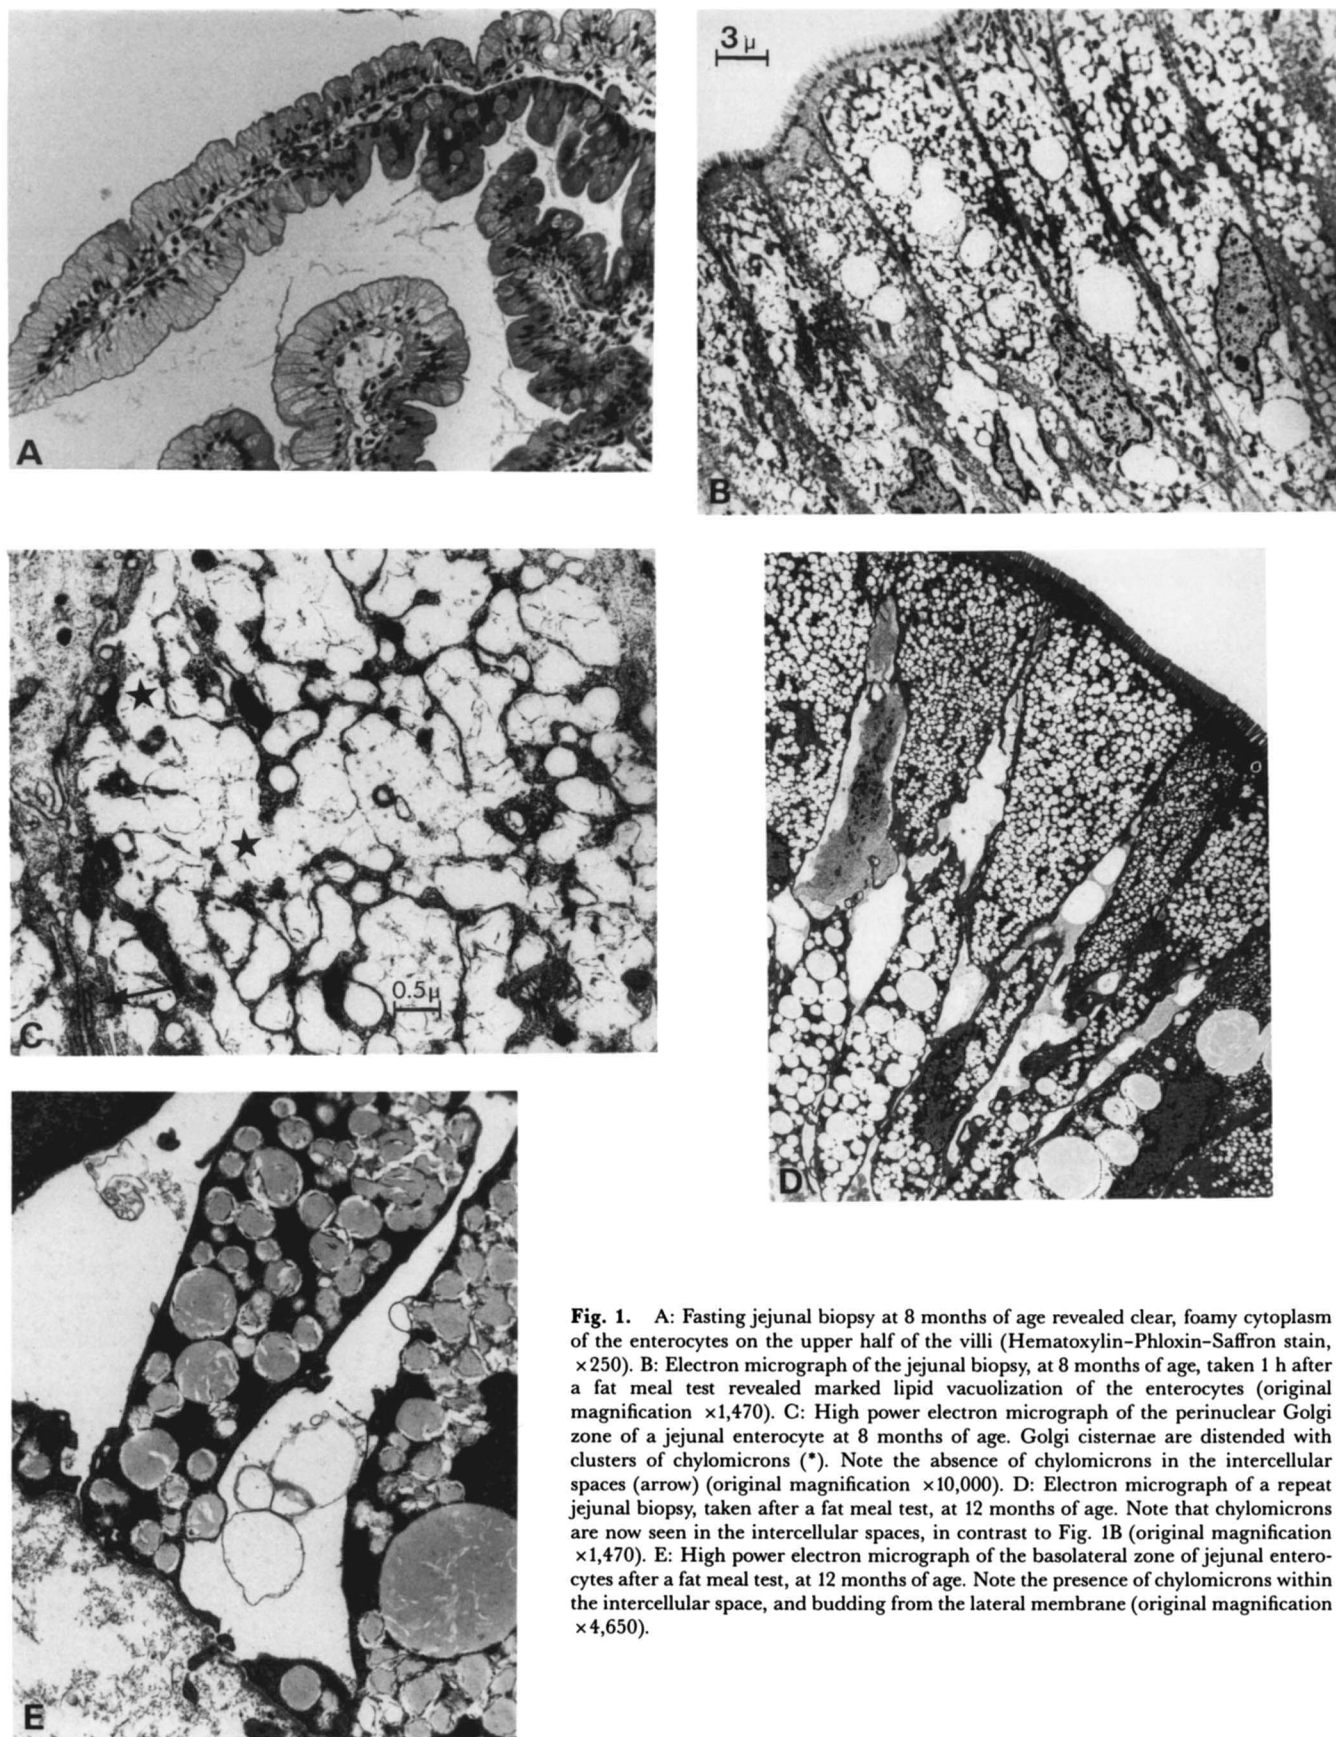 A
3 μ
B
0.5μ
C
D
E
Fig. 1. A: Fasting jejunal biopsy at 8 months of age revealed clear, foamy cytoplasm
of the enterocytes on the upper half of the villi (Hematoxylin–Phloxin–Saffron stain,
×250). B: Electron micrograph of the jejunal biopsy, at 8 months of age, taken 1 h after
a fat meal test revealed marked lipid vacuolization of the enterocytes (original
magnification ×1,470). C: High power electron micrograph of the perinuclear Golgi
zone of a jejunal enterocyte at 8 months of age. Golgi cisternae are distended with
clusters of chylomicrons (*). Note the absence of chylomicrons in the intercellular
spaces (arrow) (original magnification ×10,000). D: Electron micrograph of a repeat
jejunal biopsy, taken after a fat meal test, at 12 months of age. Note that chylomicrons
are now seen in the intercellular spaces, in contrast to Fig. 1B (original magnification
×1,470). E: High power electron micrograph of the basolateral zone of jejunal entero-
cytes after a fat meal test, at 12 months of age. Note the presence of chylomicrons within
the intercellular space, and budding from the lateral membrane (original magnification
×4,650).